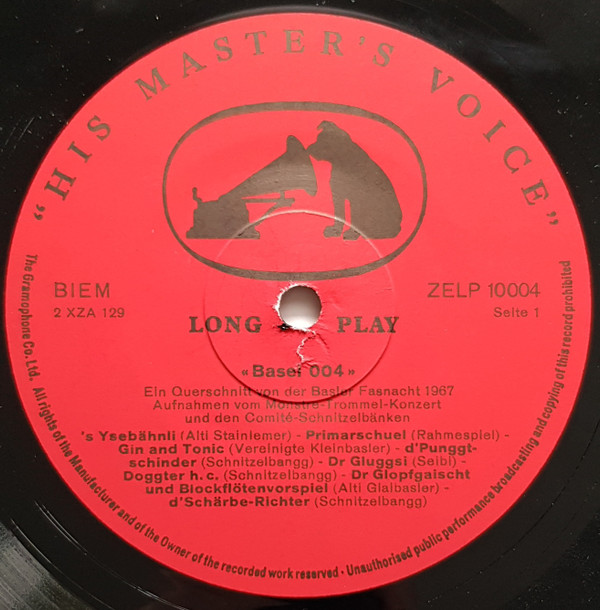 "HIS MASTER'S VOICE"
BIEM
2 XZA 129
ZELP 10004
Seite 1
LONG PLAY
«Basel 004»
Ein Querschnitt von der Basler Fasnacht 1967
Aufnahmen vom Monstre-Trommel-Konzert
und den Comité-Schnitzelbänken
's Ysebähnli (Alti Stainlemer) - Primarschuel (Rahmespiel) -
Gin and Tonic (Vereinigte Kleinbasler) - d'Punggt-
schinder (Schnitzelbangg) - Dr Gluggsi (Seibi) -
Doggter h. c. (Schnitzelbangg) - Dr Glopfgaischt
und Blockflötenvorspiel (Alti Glaibasler) -
d'Schärbe-Richter (Schnitzelbangg)
The Gramophone Co. Ltd. All rights of the Manufacturer and of the Owner of the recorded work reserved · Unauthorised public performance broadcasting and copying of this record prohibited